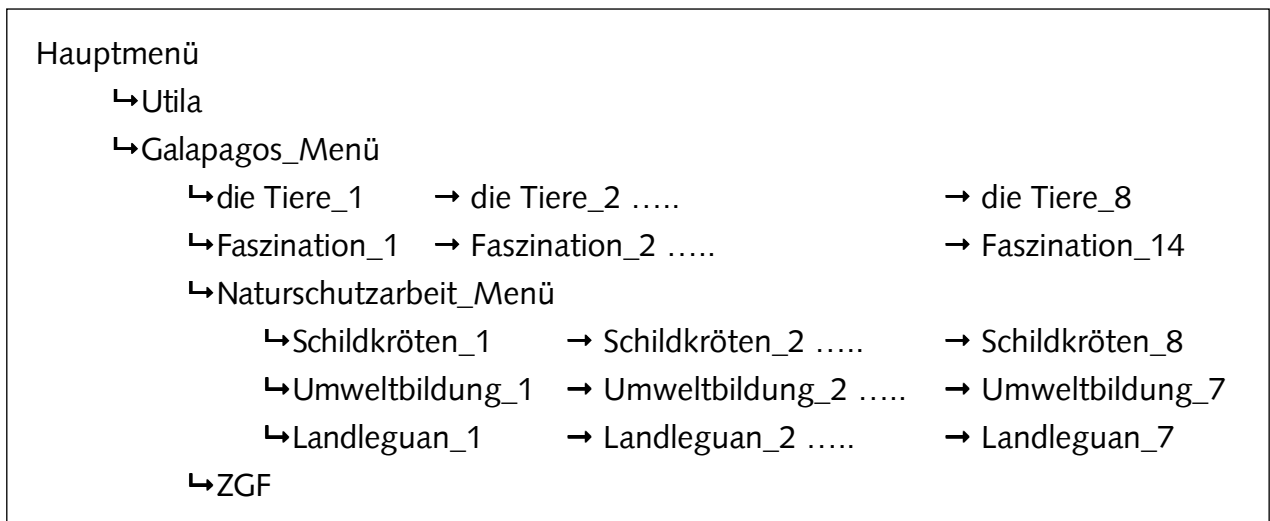 Hauptmenü
↳Utila
↳Galapagos_Menü
↳die Tiere_1 → die Tiere_2 ..... → die Tiere_8
↳Faszination_1 → Faszination_2 ..... → Faszination_14
↳Naturschutzarbeit_Menü
↳Schildkröten_1 → Schildkröten_2 ..... → Schildkröten_8
↳Umweltbildung_1 → Umweltbildung_2 ..... → Umweltbildung_7
↳Landleguan_1 → Landleguan_2 ..... → Landleguan_7
↳ZGF